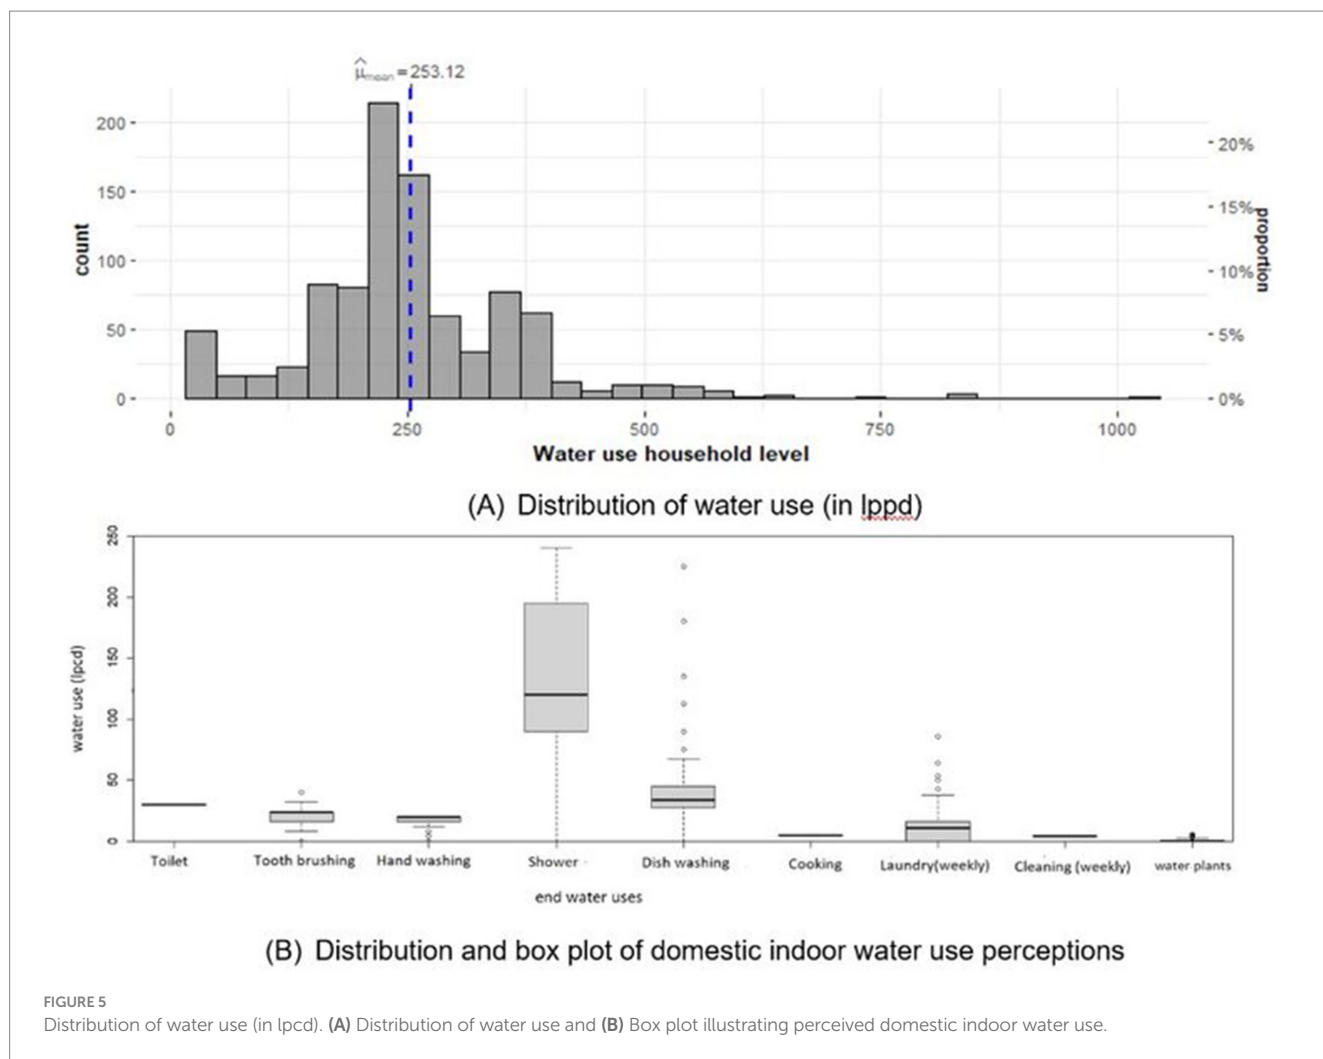 μ̂mean = 253.12
200
150
100
50
0
count
20%
15%
10%
5%
0%
proportion
0 250 500 750 1000
Water use household level
(A) Distribution of water use (in lppd)
250
200
150
100
50
0
water use (lpcd)
Toilet Tooth brushing Hand washing Shower Dish washing Cooking Laundry(weekly) Cleaning (weekly) water plants
end water uses
(B) Distribution and box plot of domestic indoor water use perceptions
FIGURE 5
Distribution of water use (in lpcd). (A) Distribution of water use and (B) Box plot illustrating perceived domestic indoor water use.